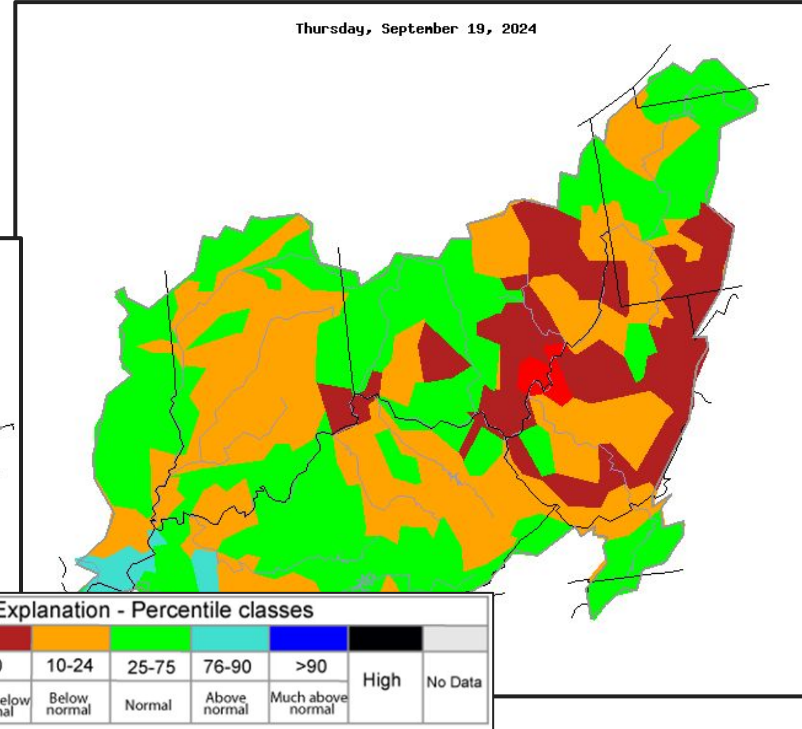 Thursday, September 19, 2024
Explanation - Percentile classes
10-24 25-75 76-90 >90 High No Data
Below normal Normal Above normal Much above normal